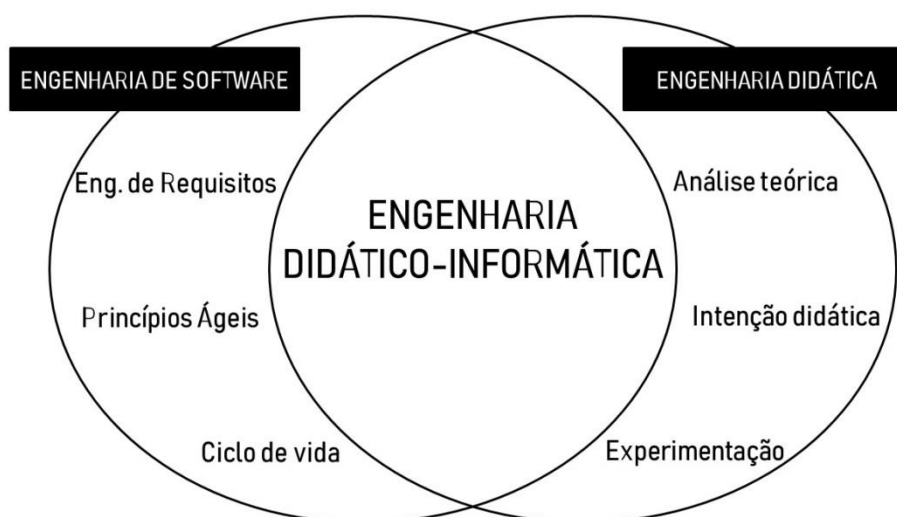 ENGENHARIA DE SOFTWARE
ENGENHARIA DIDÁTICA
Eng. de Requisitos
Análise teórica
ENGENHARIA
DIDÁTICO-INFORMÁTICA
Princípios Ágeis
Intenção didática
Ciclo de vida
Experimentação